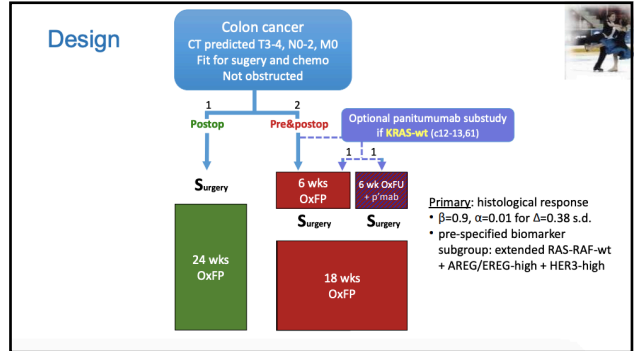 Design
Colon cancer
CT predicted T3-4, N0-2, M0
Fit for sugery and chemo
Not obstructed
1
2
Postop
Pre&postop
Optional panitumumab substudy
if KRAS-wt (c12-13,61)
1
1
Surgery
6 wks
OxFP
6 wk OxFU
+ p'mab
Surgery
Surgery
24 wks
OxFP
18 wks
OxFP
Primary: histological response
• β=0.9, α=0.01 for Δ=0.38 s.d.
• pre-specified biomarker
subgroup: extended RAS-RAF-wt
+ AREG/EREG-high + HER3-high